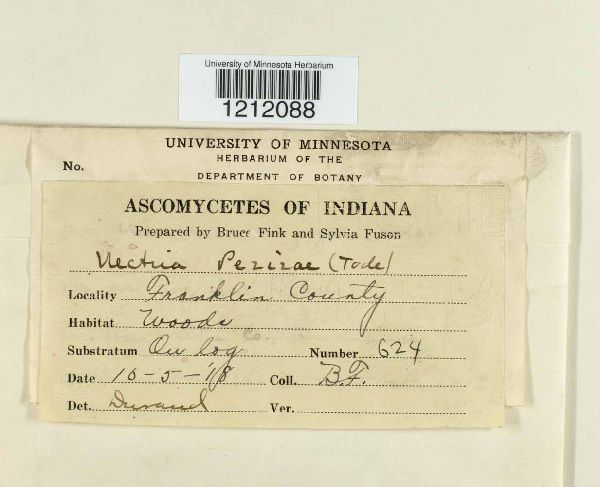 University of Minnesota Herbarium
1212088
UNIVERSITY OF MINNESOTA
HERBARIUM OF THE
No.
DEPARTMENT OF BOTANY
ASCOMYCETES OF INDIANA
Prepared by Bruce Fink and Sylvia Fuson
Nectria Pezizae (Tode)
Locality Franklin County
Habitat Woods
Substratum On log Number 624
Date 10-5-'18 Coll. B.F.
Det. Durand Ver.